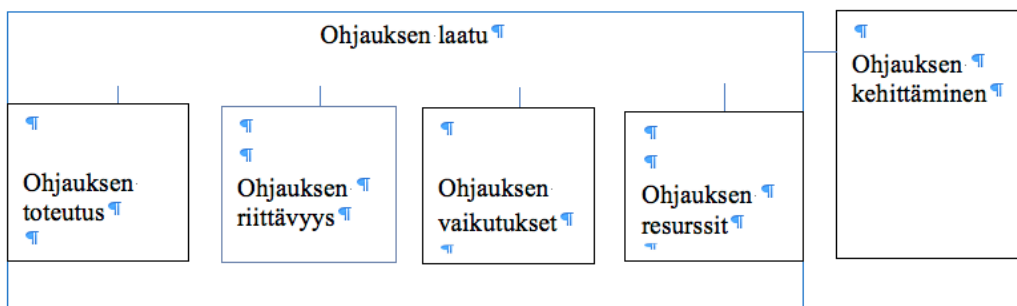 Ohjauksen laatu¶
¶
Ohjauksen ¶
kehittäminen¶
¶
Ohjauksen
toteutus¶
¶
¶
¶
Ohjauksen ¶
riittävyys¶
¶
Ohjauksen
vaikutukset¶
¶
¶
¶
Ohjauksen ¶
resurssit¶
¶